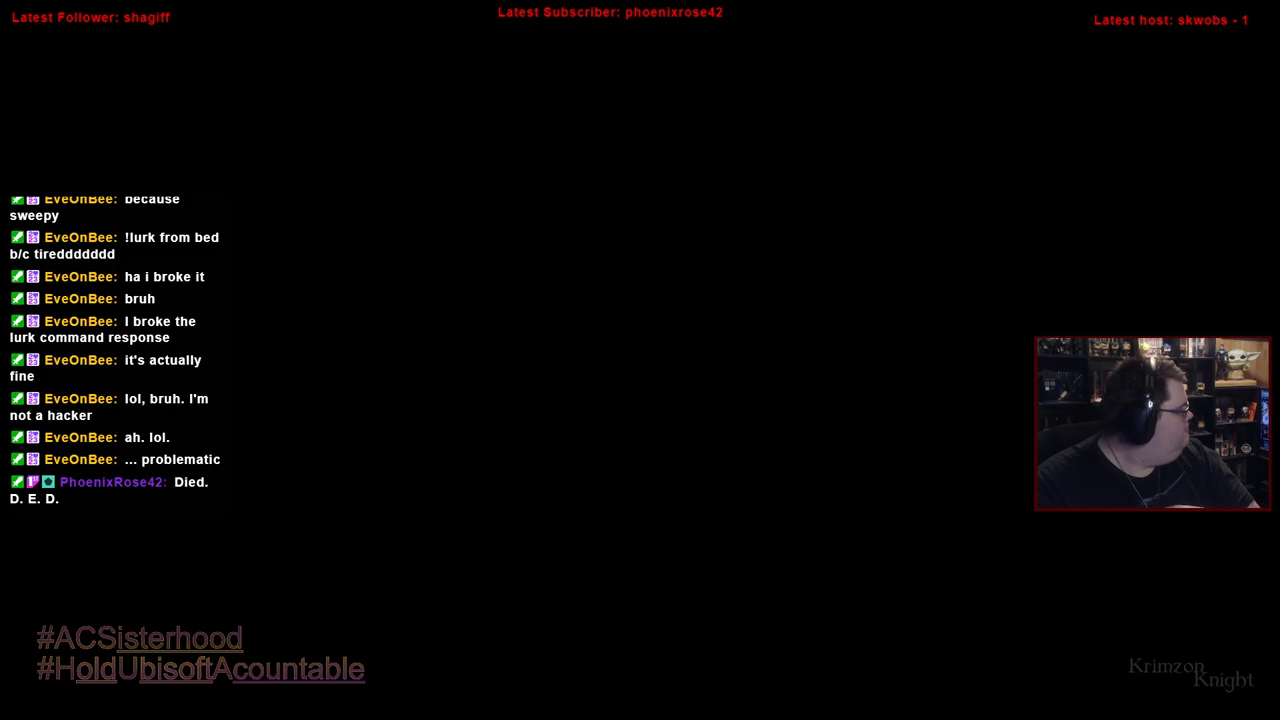 Latest Follower: shagiff
Latest Subscriber: phoenixrose42
Latest host: skwobs - 1
EveOnBee: because
sweepy
EveOnBee: !lurk from bed
b/c tireddddddd
EveOnBee: ha i broke it
EveOnBee: bruh
EveOnBee: I broke the
lurk command response
EveOnBee: it's actually
fine
EveOnBee: lol, bruh. I'm
not a hacker
EveOnBee: ah. lol.
EveOnBee: ... problematic
PhoenixRose42: Died.
D. E. D.
#ACSisterhood
#HoldUbisoftAcountable
Krimzon
Knight